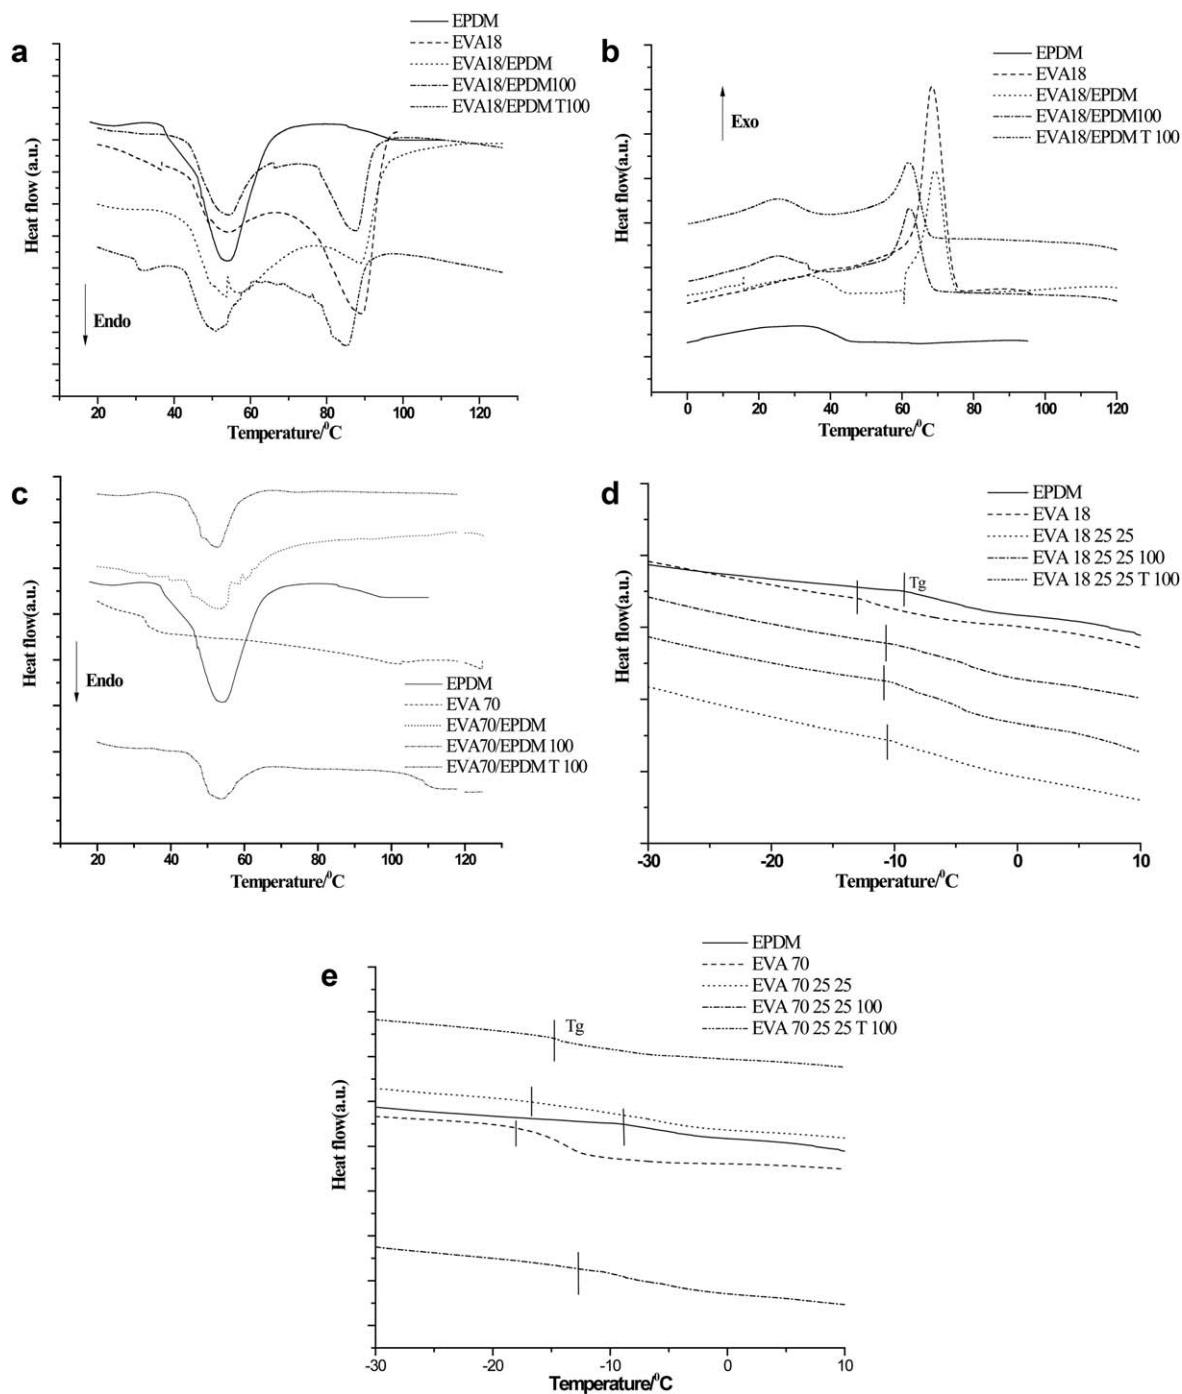 a
EPDM
EVA18
EVA18/EPDM
EVA18/EPDM100
EVA18/EPDM T100
Heat flow (a.u.)
Endo
20 40 60 80 100 120
Temperature/⁰C
b
EPDM
EVA18
EVA18/EPDM
EVA18/EPDM100
EVA18/EPDM T 100
Exo
Heat flow(a.u.)
0 20 40 60 80 100 120
Temperature/⁰C
c
Heat flow(a.u.)
Endo
EPDM
EVA 70
EVA70/EPDM
EVA70/EPDM 100
EVA70/EPDM T 100
20 40 60 80 100 120
Temperature/⁰C
d
EPDM
EVA 18
EVA 18 25 25
EVA 18 25 25 100
EVA 18 25 25 T 100
Tg
Heat flow(a.u.)
-30 -20 -10 0 10
Temperature/⁰C
e
EPDM
EVA 70
EVA 70 25 25
EVA 70 25 25 100
EVA 70 25 25 T 100
Tg
Heat flow(a.u.)
-30 -20 -10 0 10
Temperature/⁰C